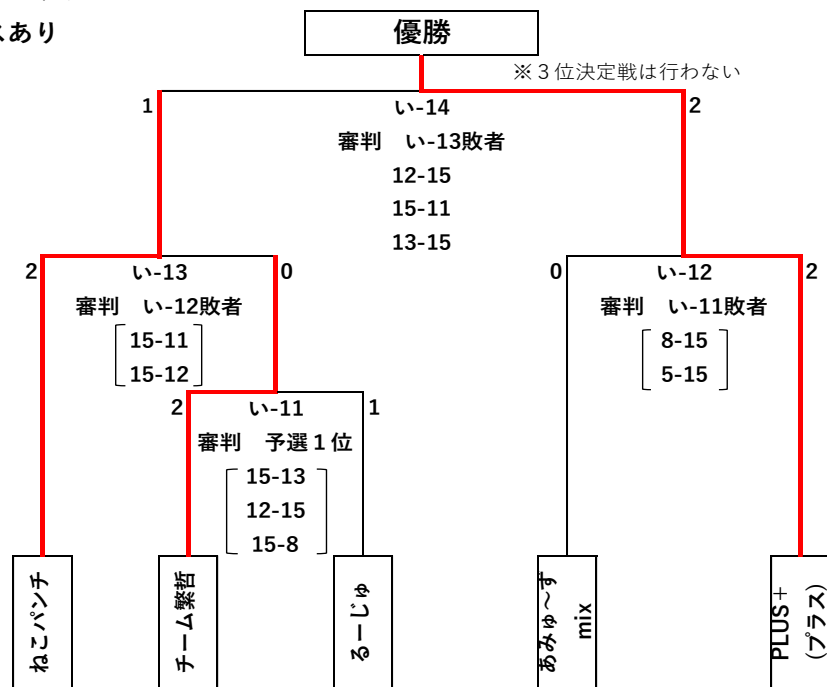 スあり
優勝
※３位決定戦は行わない
1
2
い-14
審判　い-13敗者
12-15
15-11
13-15
2
0
い-13
審判　い-12敗者
15-11
15-12
0
2
い-12
審判　い-11敗者
8-15
5-15
2
1
い-11
審判　予選１位
15-13
12-15
15-8
ねこパンチ
チーム繁哲
るーじゅ
あみゅ～ず
mix
PLUS＋
(プラス)